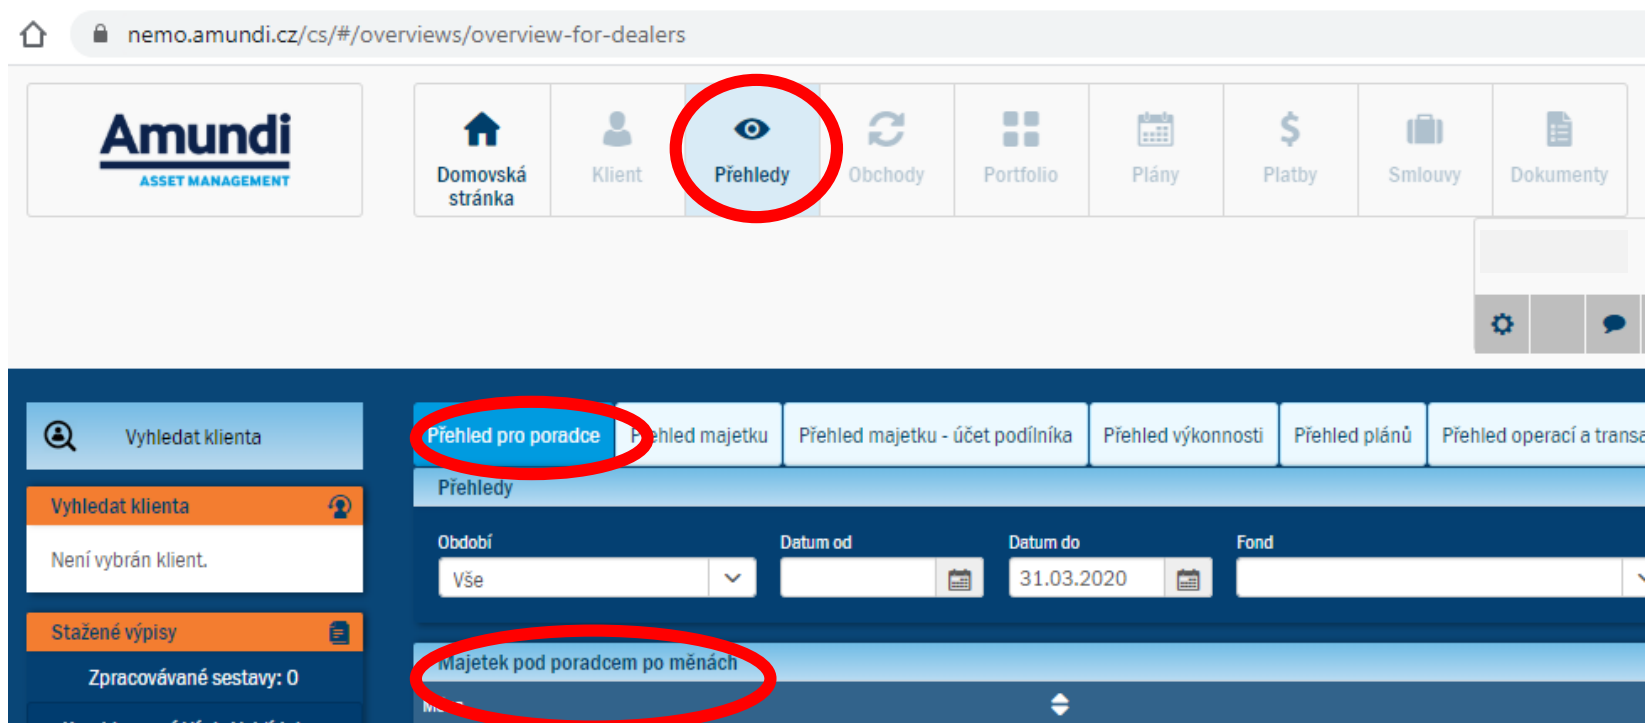 nemo.amundi.cz/cs/#/overviews/overview-for-dealers
Amundi
ASSET MANAGEMENT
Domovská
stránka
Klient
Přehledy
Obchody
Portfolio
Plány
Platby
Smlouvy
Dokumenty
Vyhledat klienta
Přehled pro poradce
Přehled majetku
Přehled majetku - účet podílníka
Přehled výkonnosti
Přehled plánů
Přehled operací a transa
Vyhledat klienta
Není vybrán klient.
Přehledy
Období
Datum od
Datum do
Fond
Vše
31.03.2020
Stažené výpisy
Zpracovávané sestavy: 0
Majetek pod poradcem po měnách